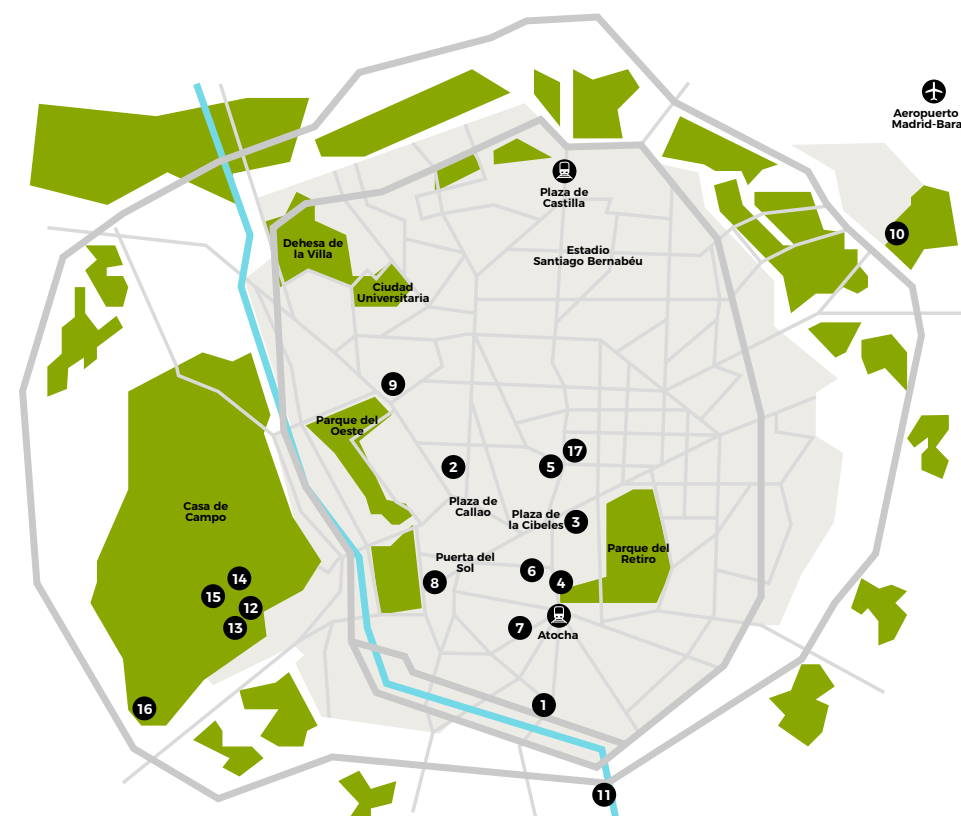 Aeropuerto
Madrid-Bara
Plaza de
Castilla
10
Dehesa de
la Villa
Estadio
Santiago Bernabéu
Ciudad
Universitaria
9
Parque del
Oeste
17
2
5
Casa de
Campo
Plaza de
Callao
Plaza de
la Cibeles
3
Parque del
Retiro
Puerta del
Sol
6
4
8
14
15
12
13
7
Atocha
16
1
11